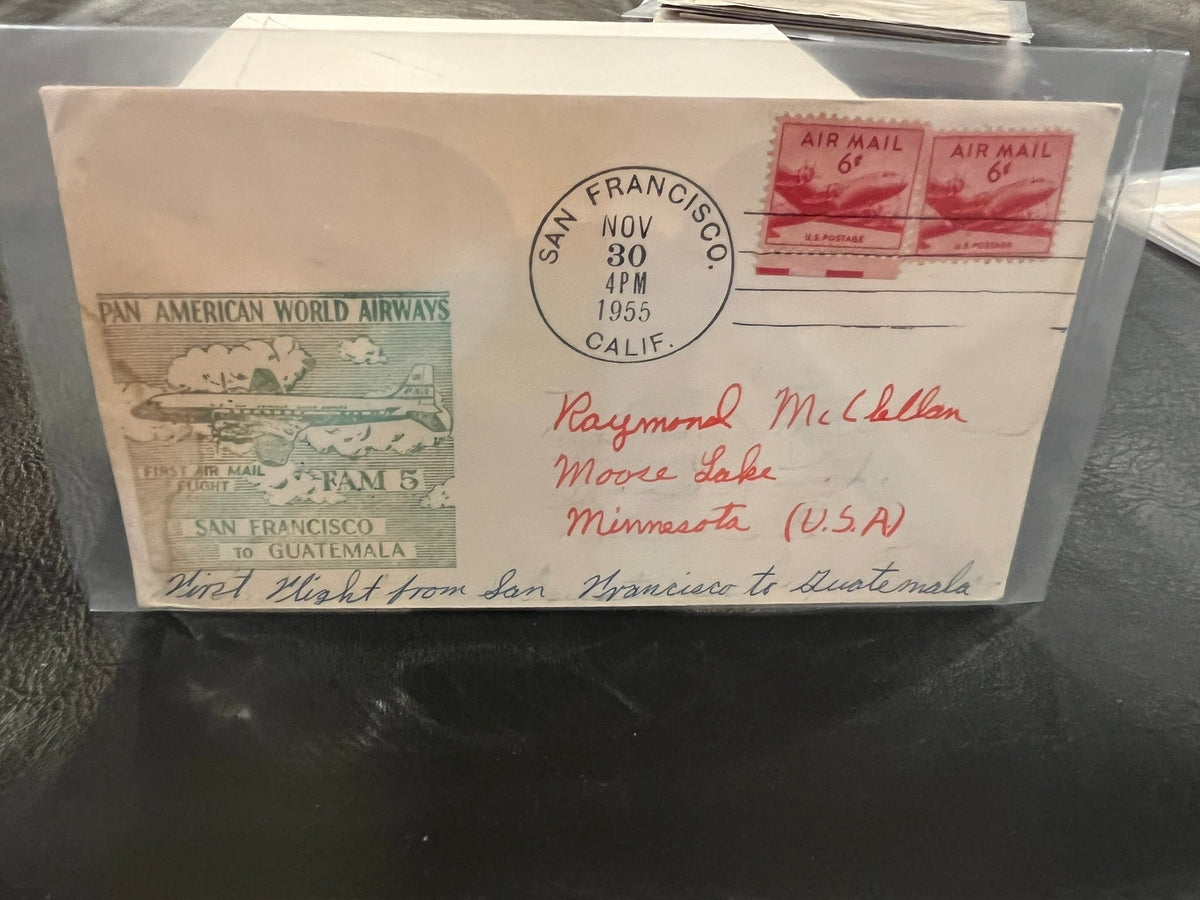 AIR MAIL
6¢
U.S. POSTAGE
AIR MAIL
6¢
U.S. POSTAGE
SAN FRANCISCO.
NOV
30
4PM
1955
CALIF.
PAN AMERICAN WORLD AIRWAYS
PAA
FIRST AIR MAIL
FLIGHT
FAM 5
SAN FRANCISCO
TO GUATEMALA
Raymond McClellan
Moose Lake
Minnesota (U.S.A)
First Flight from San Francisco to Guatemala